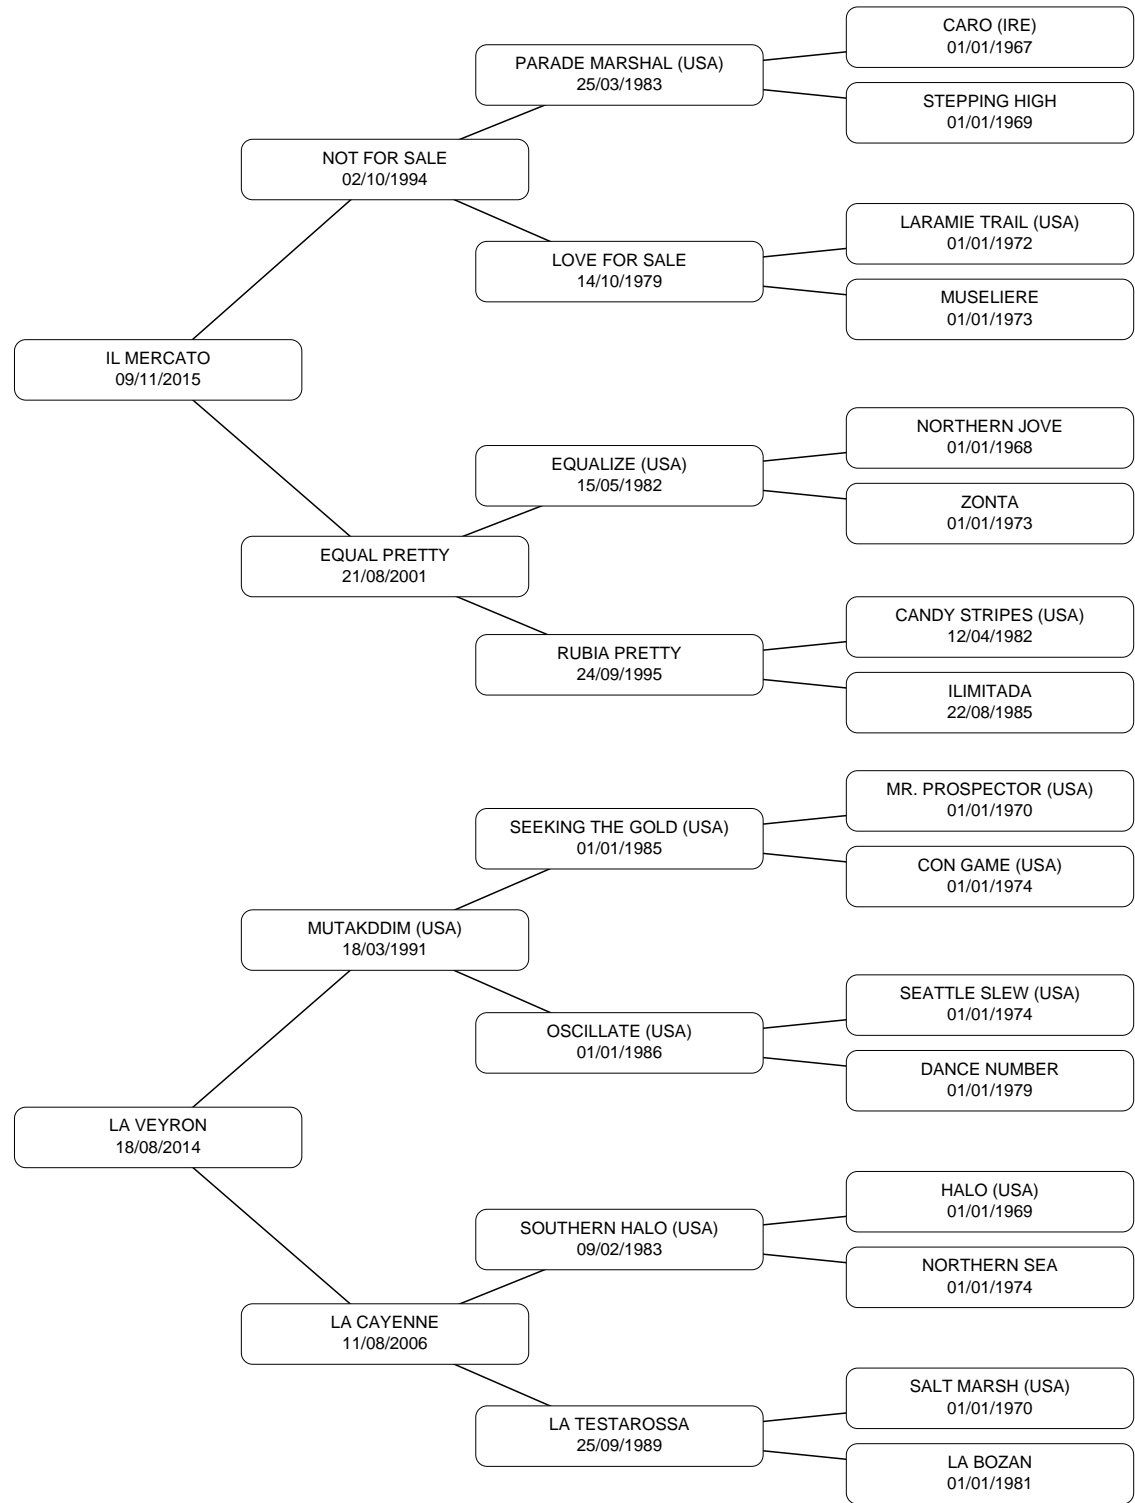 CARO (IRE)
01/01/1967
PARADE MARSHAL (USA)
25/03/1983
STEPPING HIGH
01/01/1969
NOT FOR SALE
02/10/1994
LARAMIE TRAIL (USA)
01/01/1972
LOVE FOR SALE
14/10/1979
MUSELIERE
01/01/1973
IL MERCATO
09/11/2015
NORTHERN JOVE
01/01/1968
EQUALIZE (USA)
15/05/1982
ZONTA
01/01/1973
EQUAL PRETTY
21/08/2001
CANDY STRIPES (USA)
12/04/1982
RUBIA PRETTY
24/09/1995
ILIMITADA
22/08/1985
MR. PROSPECTOR (USA)
01/01/1970
SEEKING THE GOLD (USA)
01/01/1985
CON GAME (USA)
01/01/1974
MUTAKDDIM (USA)
18/03/1991
SEATTLE SLEW (USA)
01/01/1974
OSCILLATE (USA)
01/01/1986
DANCE NUMBER
01/01/1979
LA VEYRON
18/08/2014
HALO (USA)
01/01/1969
SOUTHERN HALO (USA)
09/02/1983
NORTHERN SEA
01/01/1974
LA CAYENNE
11/08/2006
SALT MARSH (USA)
01/01/1970
LA TESTAROSSA
25/09/1989
LA BOZAN
01/01/1981